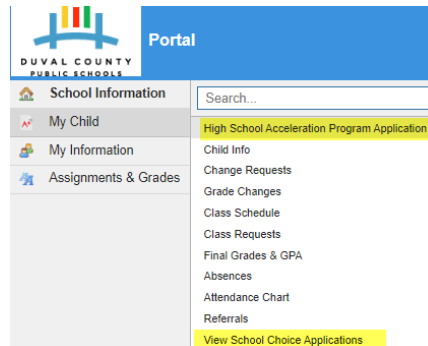 Portal
DUVAL COUNTY
PUBLIC SCHOOLS
School Information
My Child
My Information
Assignments & Grades
Search...
High School Acceleration Program Application
Child Info
Change Requests
Grade Changes
Class Schedule
Class Requests
Final Grades & GPA
Absences
Attendance Chart
Referrals
View School Choice Applications